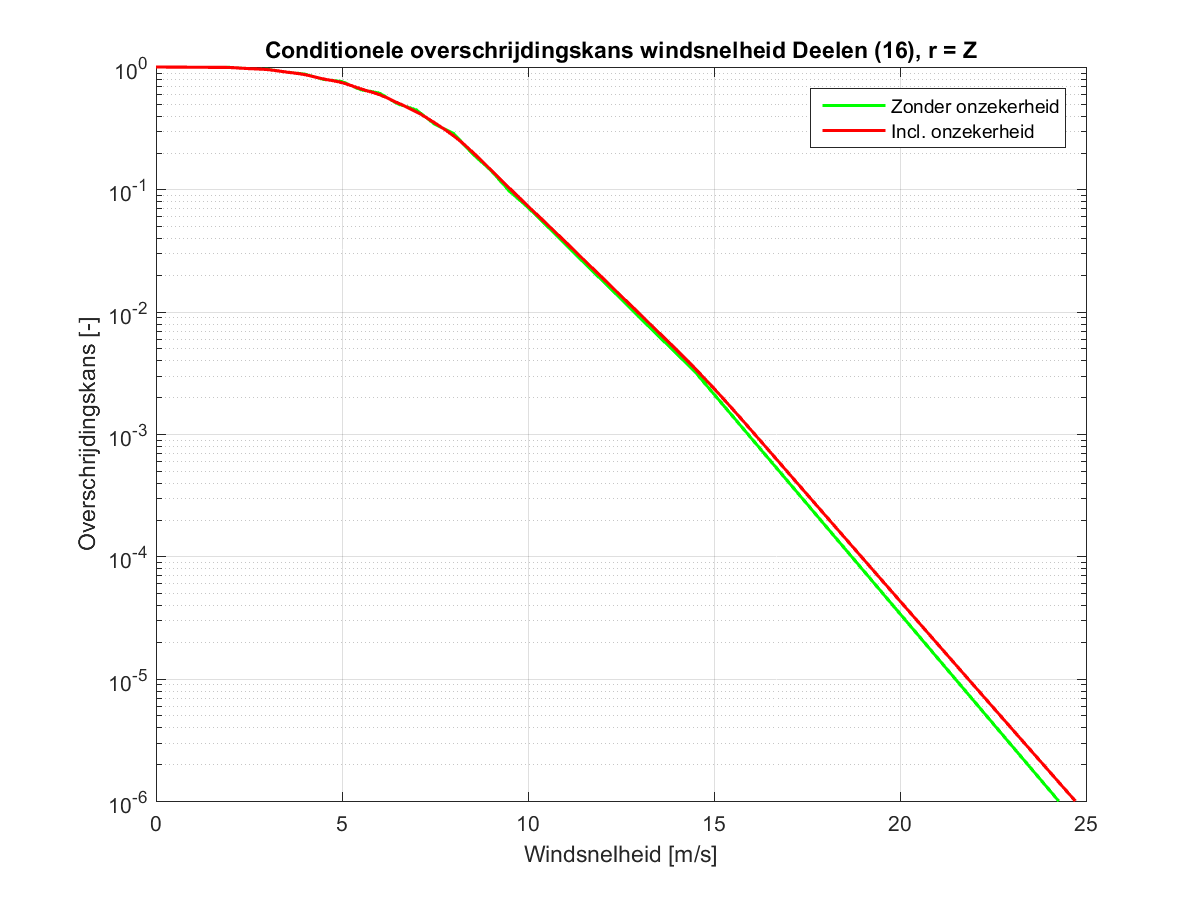 Conditionele overschrijdingskans windsnelheid Deelen (16), r = Z
Zonder onzekerheid
Incl. onzekerheid
Overschrijdingskans [-]
10^0
10^-1
10^-2
10^-3
10^-4
10^-5
10^-6
0 5 10 15 20 25
Windsnelheid [m/s]